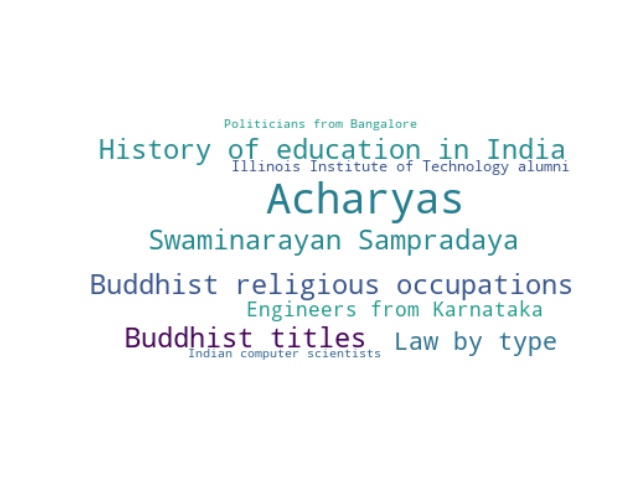 Politicians from Bangalore
History of education in India
Illinois Institute of Technology alumni
Acharyas
Swaminarayan Sampradaya
Buddhist religious occupations
Engineers from Karnataka
Buddhist titles
Law by type
Indian computer scientists